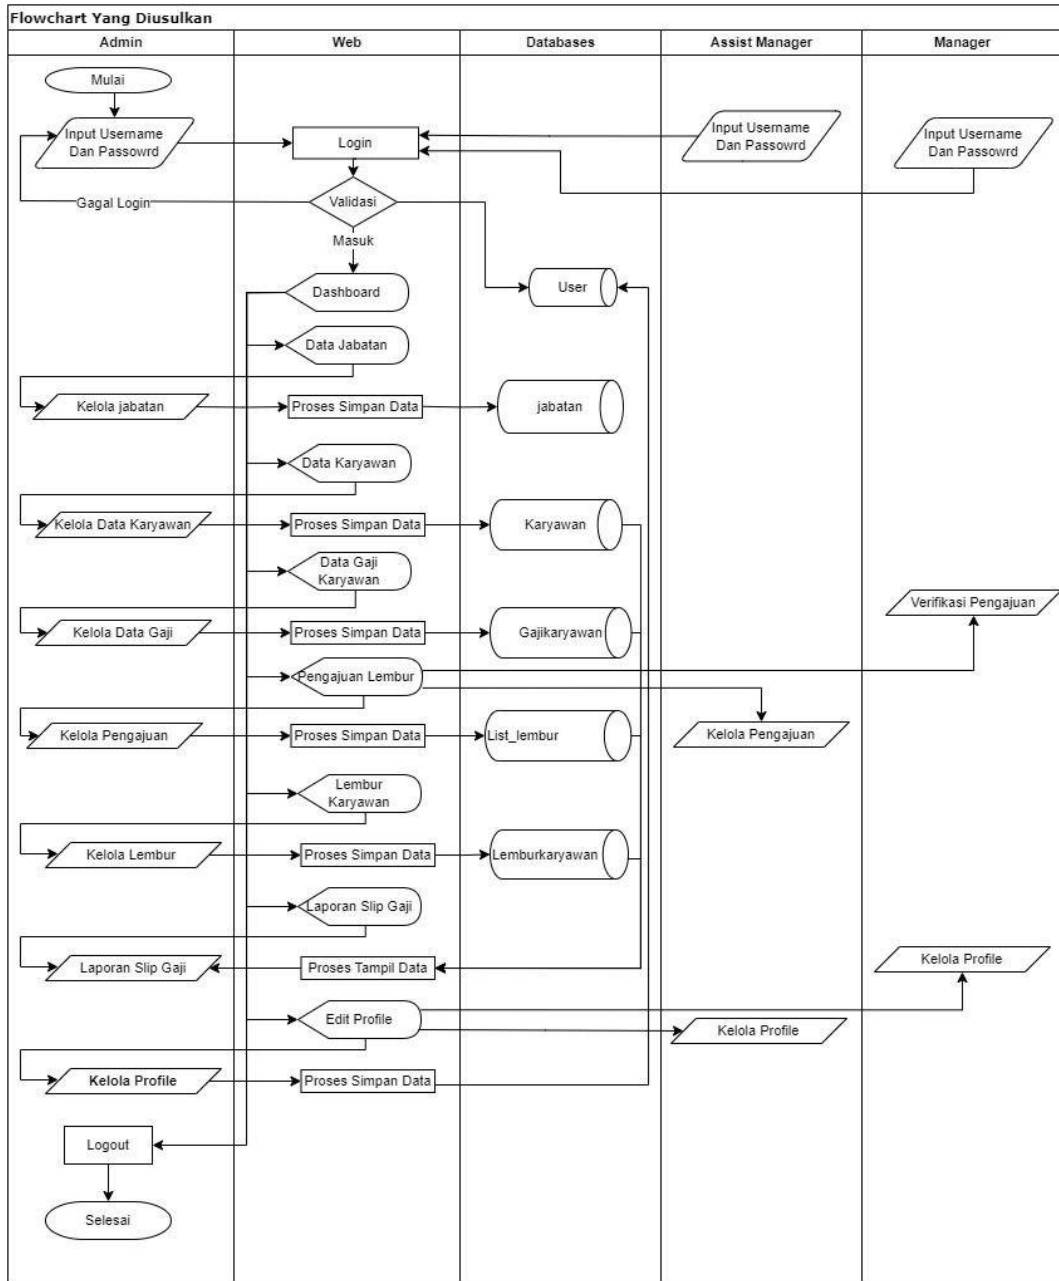 Flowchart Yang Diusulkan
Admin
Web
Databases
Assist Manager
Manager
Mulai
Input Username
Dan Passowrd
Login
Input Username
Dan Passowrd
Input Username
Dan Passowrd
Gagal Login
Validasi
Masuk
Dashboard
User
Data Jabatan
Kelola jabatan
Proses Simpan Data
jabatan
Data Karyawan
Kelola Data Karyawan
Proses Simpan Data
Karyawan
Data Gaji
Karyawan
Verifikasi Pengajuan
Kelola Data Gaji
Proses Simpan Data
Gajikaryawan
Pengajuan Lembur
Kelola Pengajuan
Proses Simpan Data
List_lembur
Kelola Pengajuan
Lembur
Karyawan
Kelola Lembur
Proses Simpan Data
Lemburkaryawan
Laporan Slip Gaji
Laporan Slip Gaji
Proses Tampil Data
Kelola Profile
Edit Profile
Kelola Profile
Kelola Profile
Proses Simpan Data
Logout
Selesai